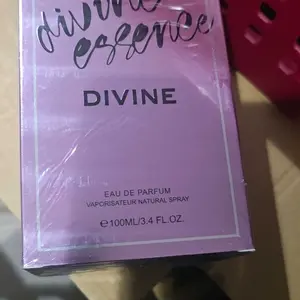 divine
essence
DIVINE
EAU DE PARFUM
VAPORISATEUR NATURAL SPRAY
℮100ML/3.4 FL.OZ.